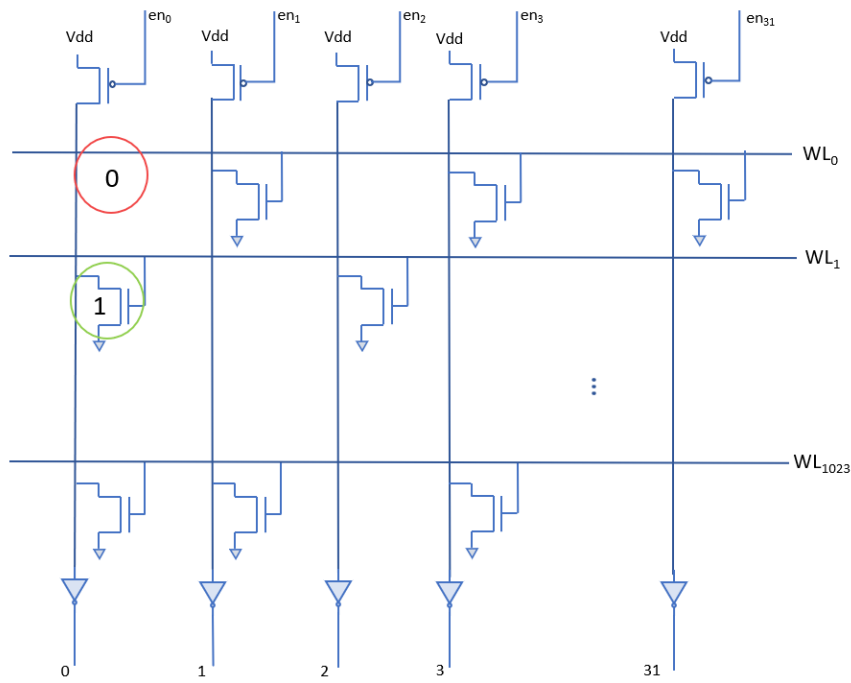 en₀ en₁ en₂ en₃ en₃₁
Vdd Vdd Vdd Vdd Vdd
WL₀
0
WL₁
1
⋮
WL₁₀₂₃
0 1 2 3 31